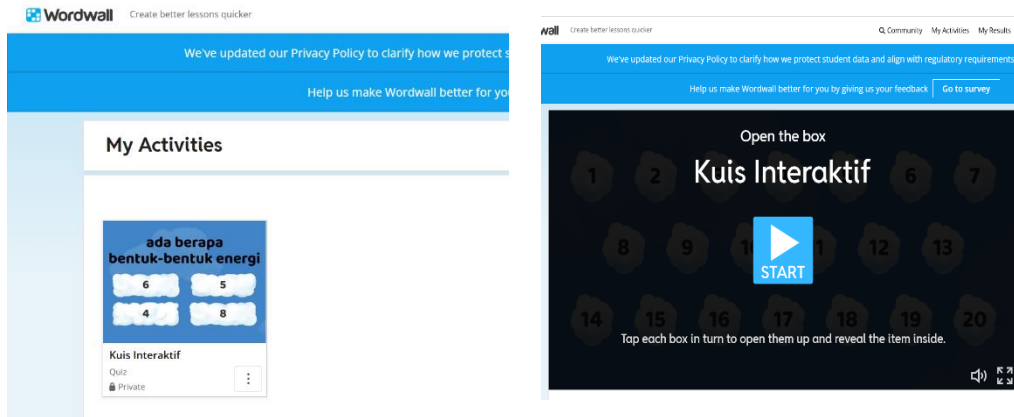 Wordwall Create better lessons quicker
We've updated our Privacy Policy to clarify how we protect s
Help us make Wordwall better for yo
My Activities
ada berapa
bentuk-bentuk energi
6 5
4 8
Kuis Interaktif
Quiz
Private
wall Create better lessons quicker Community My Activities My Results
We've updated our Privacy Policy to clarify how we protect student data and align with regulatory requirements
Help us make Wordwall better for you by giving us your feedback Go to survey
Open the box
Kuis Interaktif
1 2 6 7
8 9 1 1 12 13
START
14 15 16 17 18 19 20
Tap each box in turn to open them up and reveal the item inside.